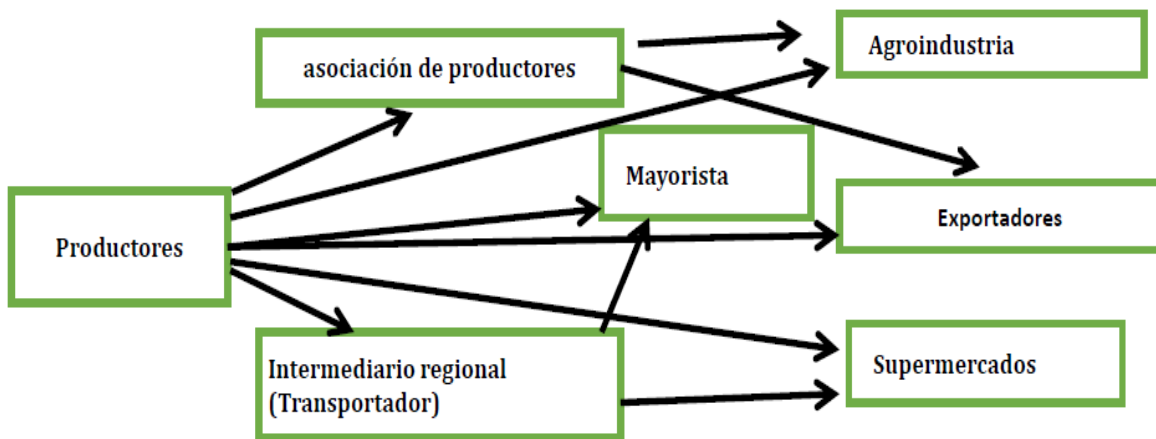 asociación de productores
Agroindustria
Mayorista
Productores
Exportadores
Intermediario regional
(Transportador)
Supermercados